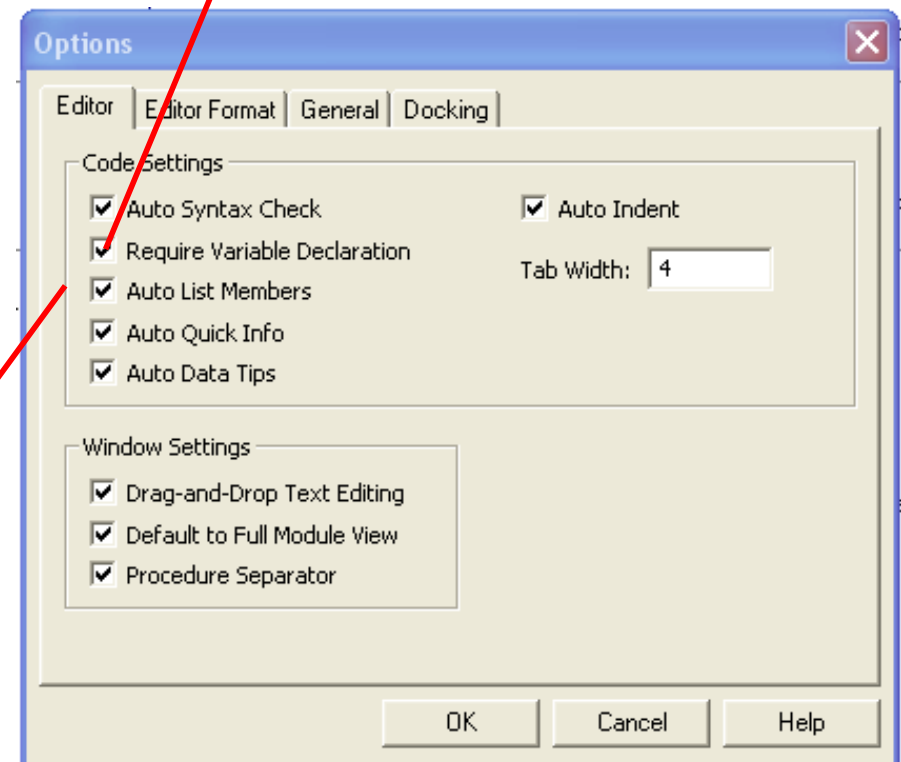 Options
Editor Editor Format General Docking
Code Settings
Auto Syntax Check Auto Indent
Require Variable Declaration
Tab Width: 4
Auto List Members
Auto Quick Info
Auto Data Tips
Window Settings
Drag-and-Drop Text Editing
Default to Full Module View
Procedure Separator
OK Cancel Help